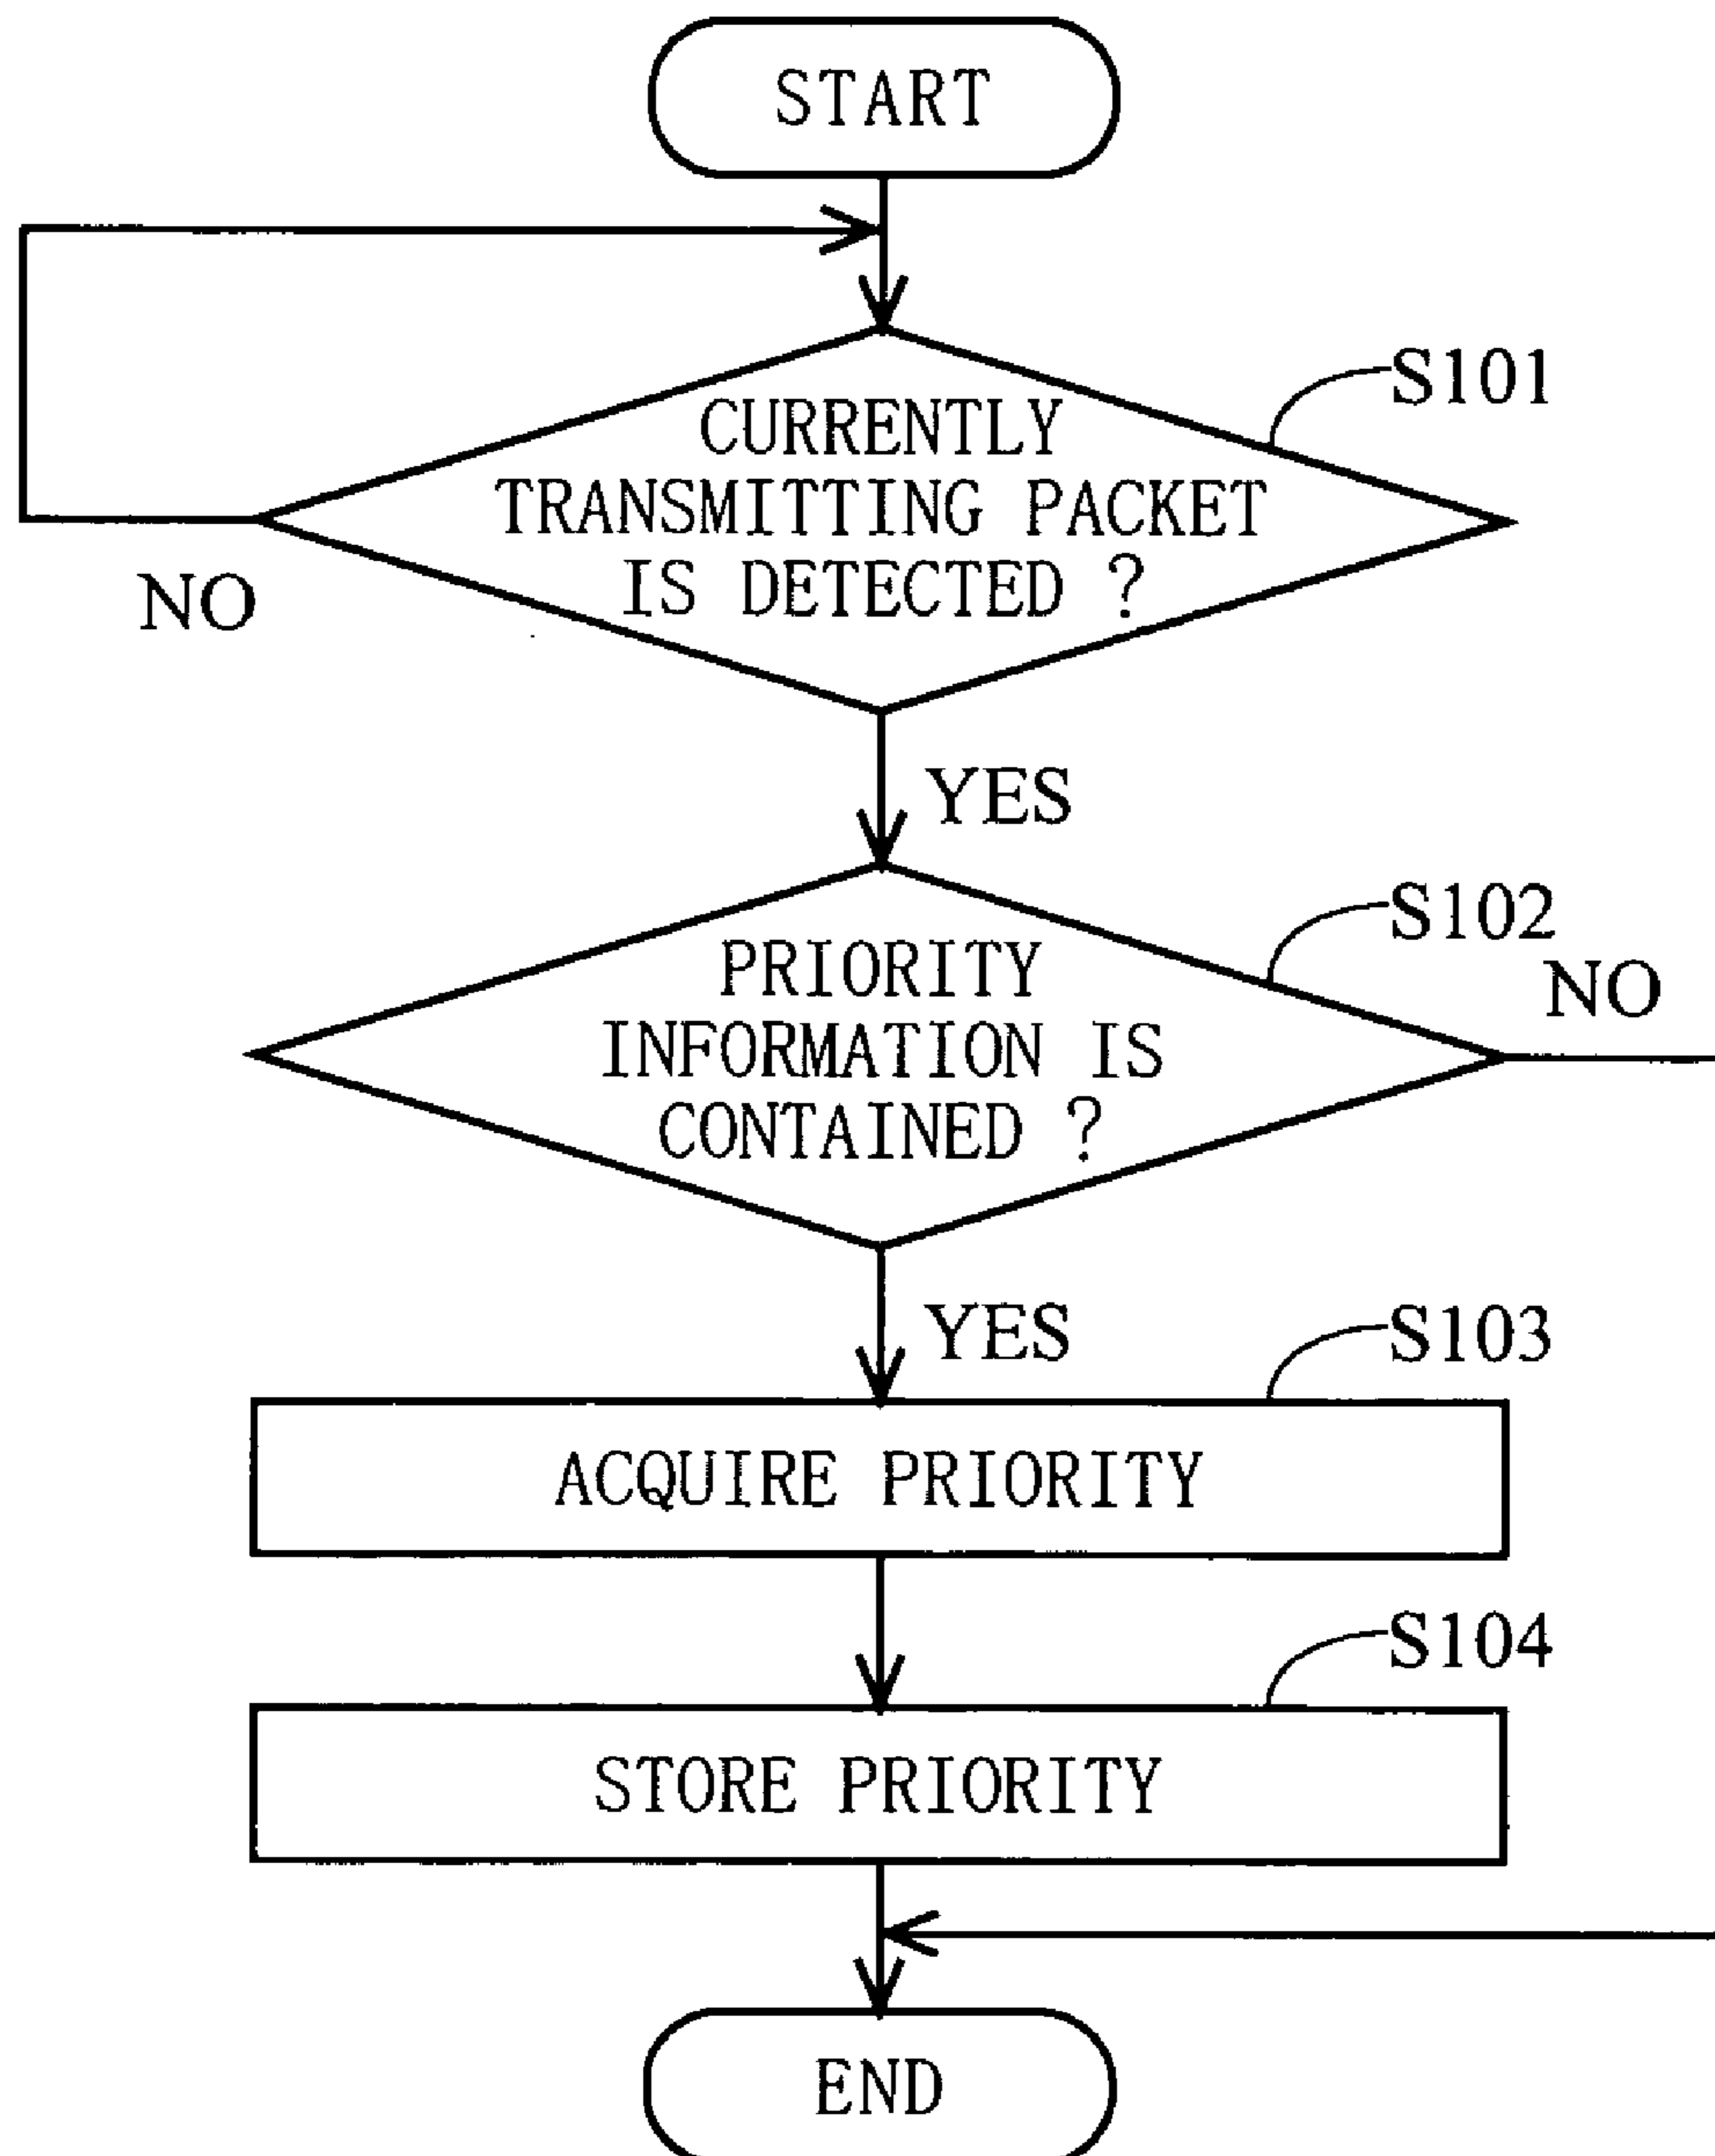 START
S101
CURRENTLY
TRANSMITTING PACKET
IS DETECTED ?
NO
YES
S102
PRIORITY
INFORMATION IS
CONTAINED ?
NO
YES
S103
ACQUIRE PRIORITY
S104
STORE PRIORITY
END